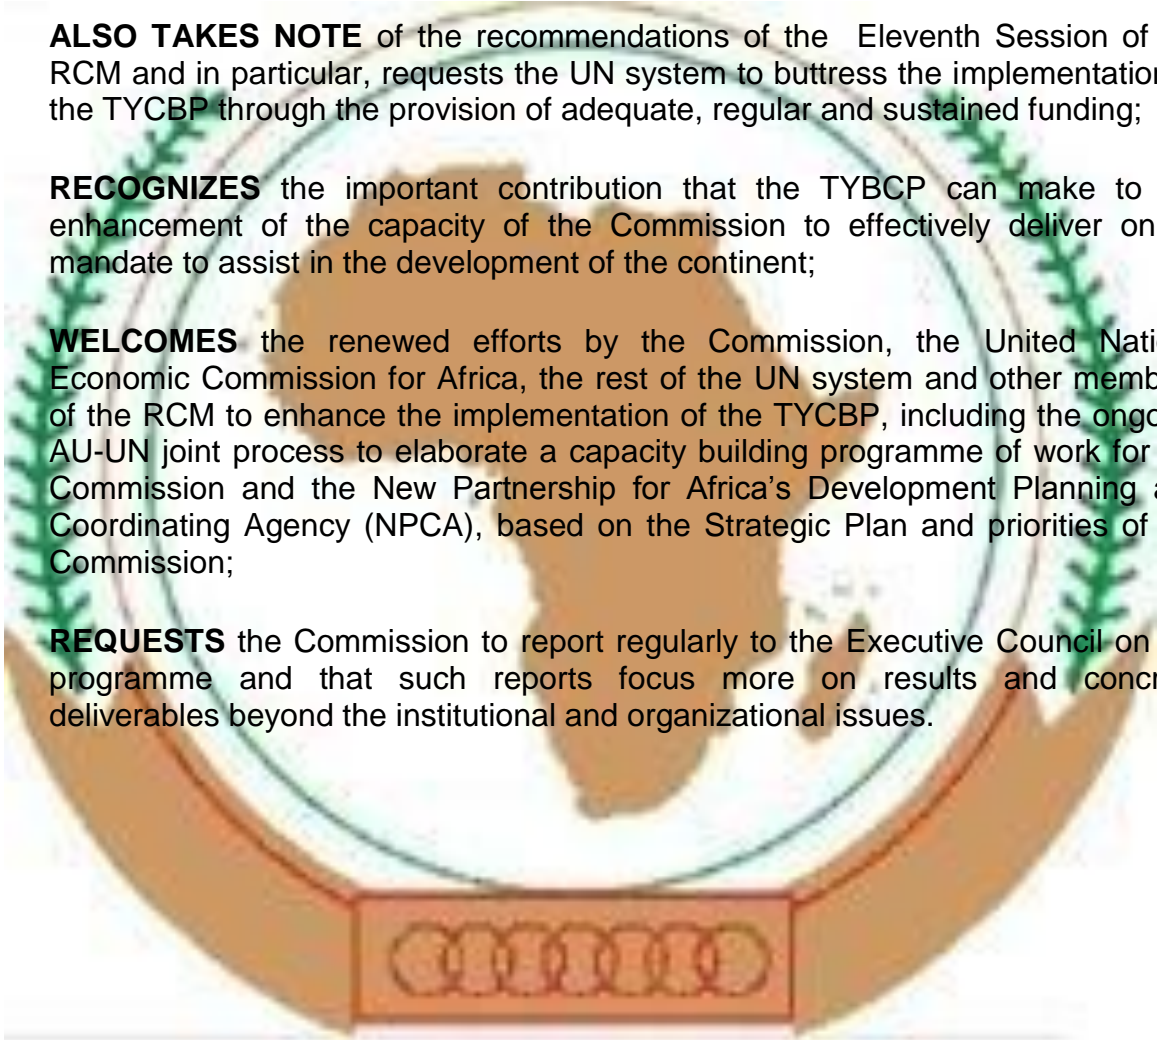 ALSO TAKES NOTE of the recommendations of the Eleventh Session of
RCM and in particular, requests the UN system to buttress the implementation
the TYCBP through the provision of adequate, regular and sustained funding;
RECOGNIZES the important contribution that the TYBCP can make to
enhancement of the capacity of the Commission to effectively deliver on
mandate to assist in the development of the continent;
WELCOMES the renewed efforts by the Commission, the United Nati
Economic Commission for Africa, the rest of the UN system and other memb
of the RCM to enhance the implementation of the TYCBP, including the ongo
AU-UN joint process to elaborate a capacity building programme of work for
Commission and the New Partnership for Africa's Development Planning a
Coordinating Agency (NPCA), based on the Strategic Plan and priorities of
Commission;
REQUESTS the Commission to report regularly to the Executive Council on
programme and that such reports focus more on results and concr
deliverables beyond the institutional and organizational issues.